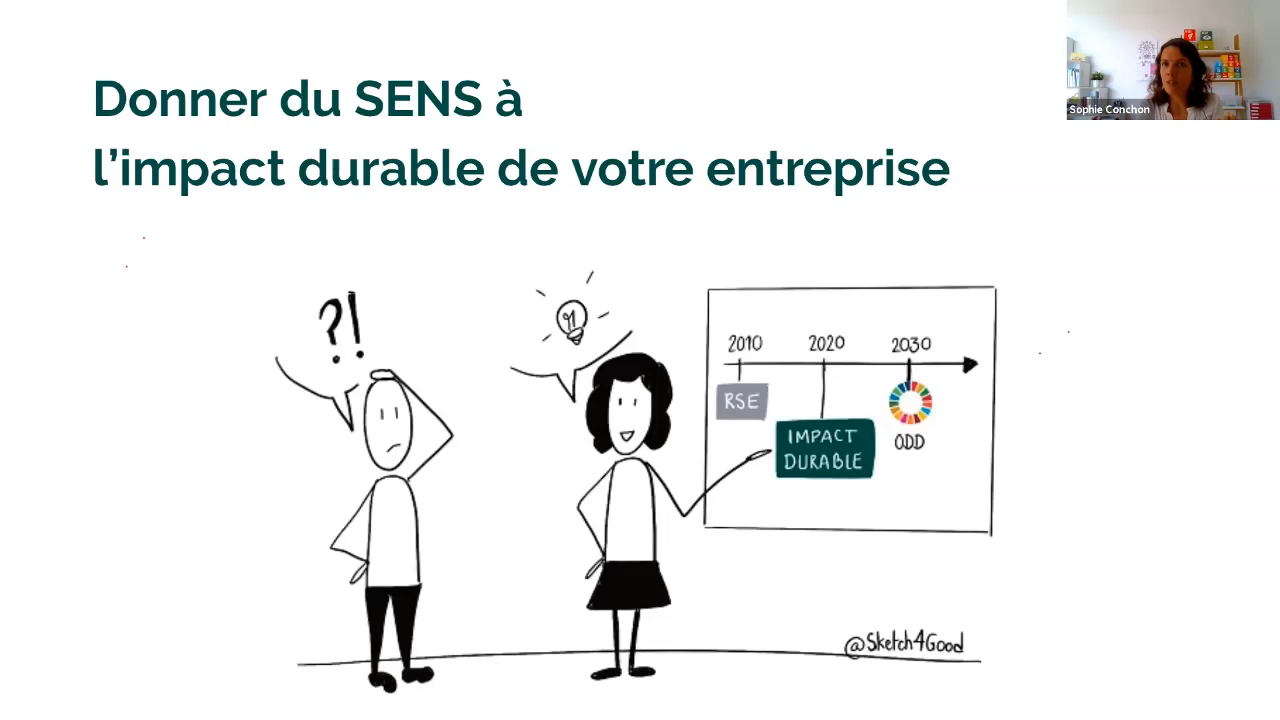 Donner du SENS à
l’impact durable de votre entreprise
Sophie Conchon
?!
2010 2020 2030
RSE
IMPACT
DURABLE
ODD
@Sketch4Good